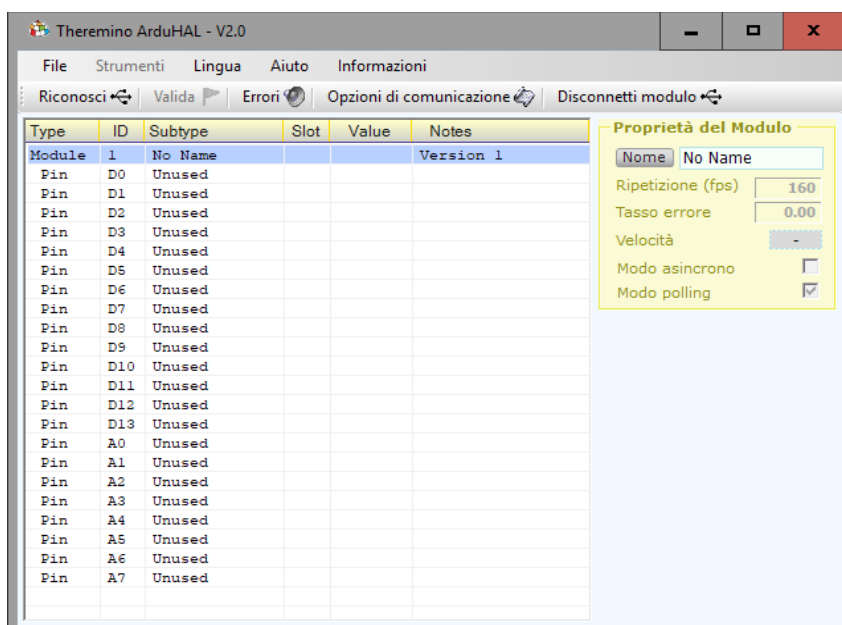 Theremino ArduHAL - V2.0
File Strumenti Lingua Aiuto Informazioni
Riconosci Valida Errori Opzioni di comunicazione Disconnetti modulo
Type ID Subtype Slot Value Notes
Module 1 No Name Version 1
Pin D0 Unused
Pin D1 Unused
Pin D2 Unused
Pin D3 Unused
Pin D4 Unused
Pin D5 Unused
Pin D6 Unused
Pin D7 Unused
Pin D8 Unused
Pin D9 Unused
Pin D10 Unused
Pin D11 Unused
Pin D12 Unused
Pin D13 Unused
Pin A0 Unused
Pin A1 Unused
Pin A2 Unused
Pin A3 Unused
Pin A4 Unused
Pin A5 Unused
Pin A6 Unused
Pin A7 Unused
Proprietà del Modulo
Nome No Name
Ripetizione (fps) 160
Tasso errore 0.00
Velocità -
Modo asincrono
Modo polling